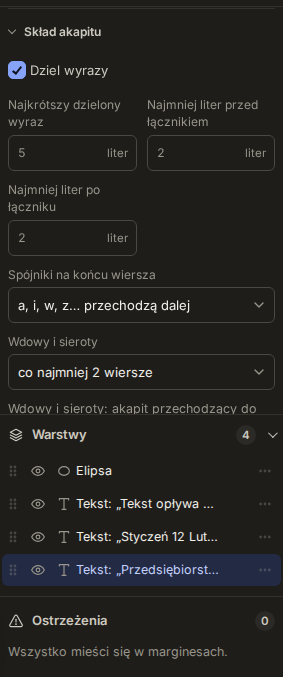 Skład akapitu
Dziel wyrazy
Najkrótszy dzielony wyraz
5 liter
Najmniej liter przed łącznikiem
2 liter
Najmniej liter po łączniku
2 liter
Spójniki na końcu wiersza
a, i, w, z... przechodzą dalej
Wdowy i sieroty
co najmniej 2 wiersze
Wdowy i sieroty: akapit przechodzący do
Warstwy 4
Elipsa
Tekst: „Tekst opływa ...
Tekst: „Styczeń 12 Lut...
Tekst: „Przedsiębiorst...
Ostrzeżenia 0
Wszystko mieści się w marginesach.